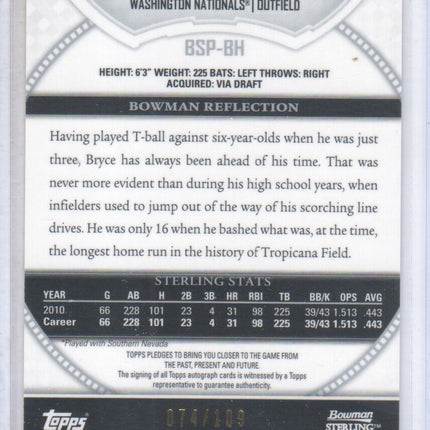 WASHINGTON NATIONALS® | OUTFIELD
BSP-BH
HEIGHT: 6'3" WEIGHT: 225 BATS: LEFT THROWS: RIGHT
ACQUIRED: VIA DRAFT
BOWMAN REFLECTION
Having played T-ball against six-year-olds when he was just
three, Bryce has always been ahead of his time. That was
never more evident than during his high school years, when
infielders used to jump out of the way of his scorching line
drives. He was only 16 when he bashed what was, at the time,
the longest home run in the history of Tropicana Field.
STERLING STATS
YEAR G AB H 2B 3B HR RBI TB BB/K OPS AVG
2010* 66 228 101 23 4 31 98 225 39/43 1.513 .443
Career 66 228 101 23 4 31 98 225 39/43 1.513 .443
*Played with Southern Nevada
TOPPS PLEDGES TO BRING YOU CLOSER TO THE GAME FROM
THE PAST, PRESENT AND FUTURE.
The signing of all Topps autograph cards is witnessed by a Topps
representative to guarantee authenticity.
Topps 074/109 Bowman
STERLING™